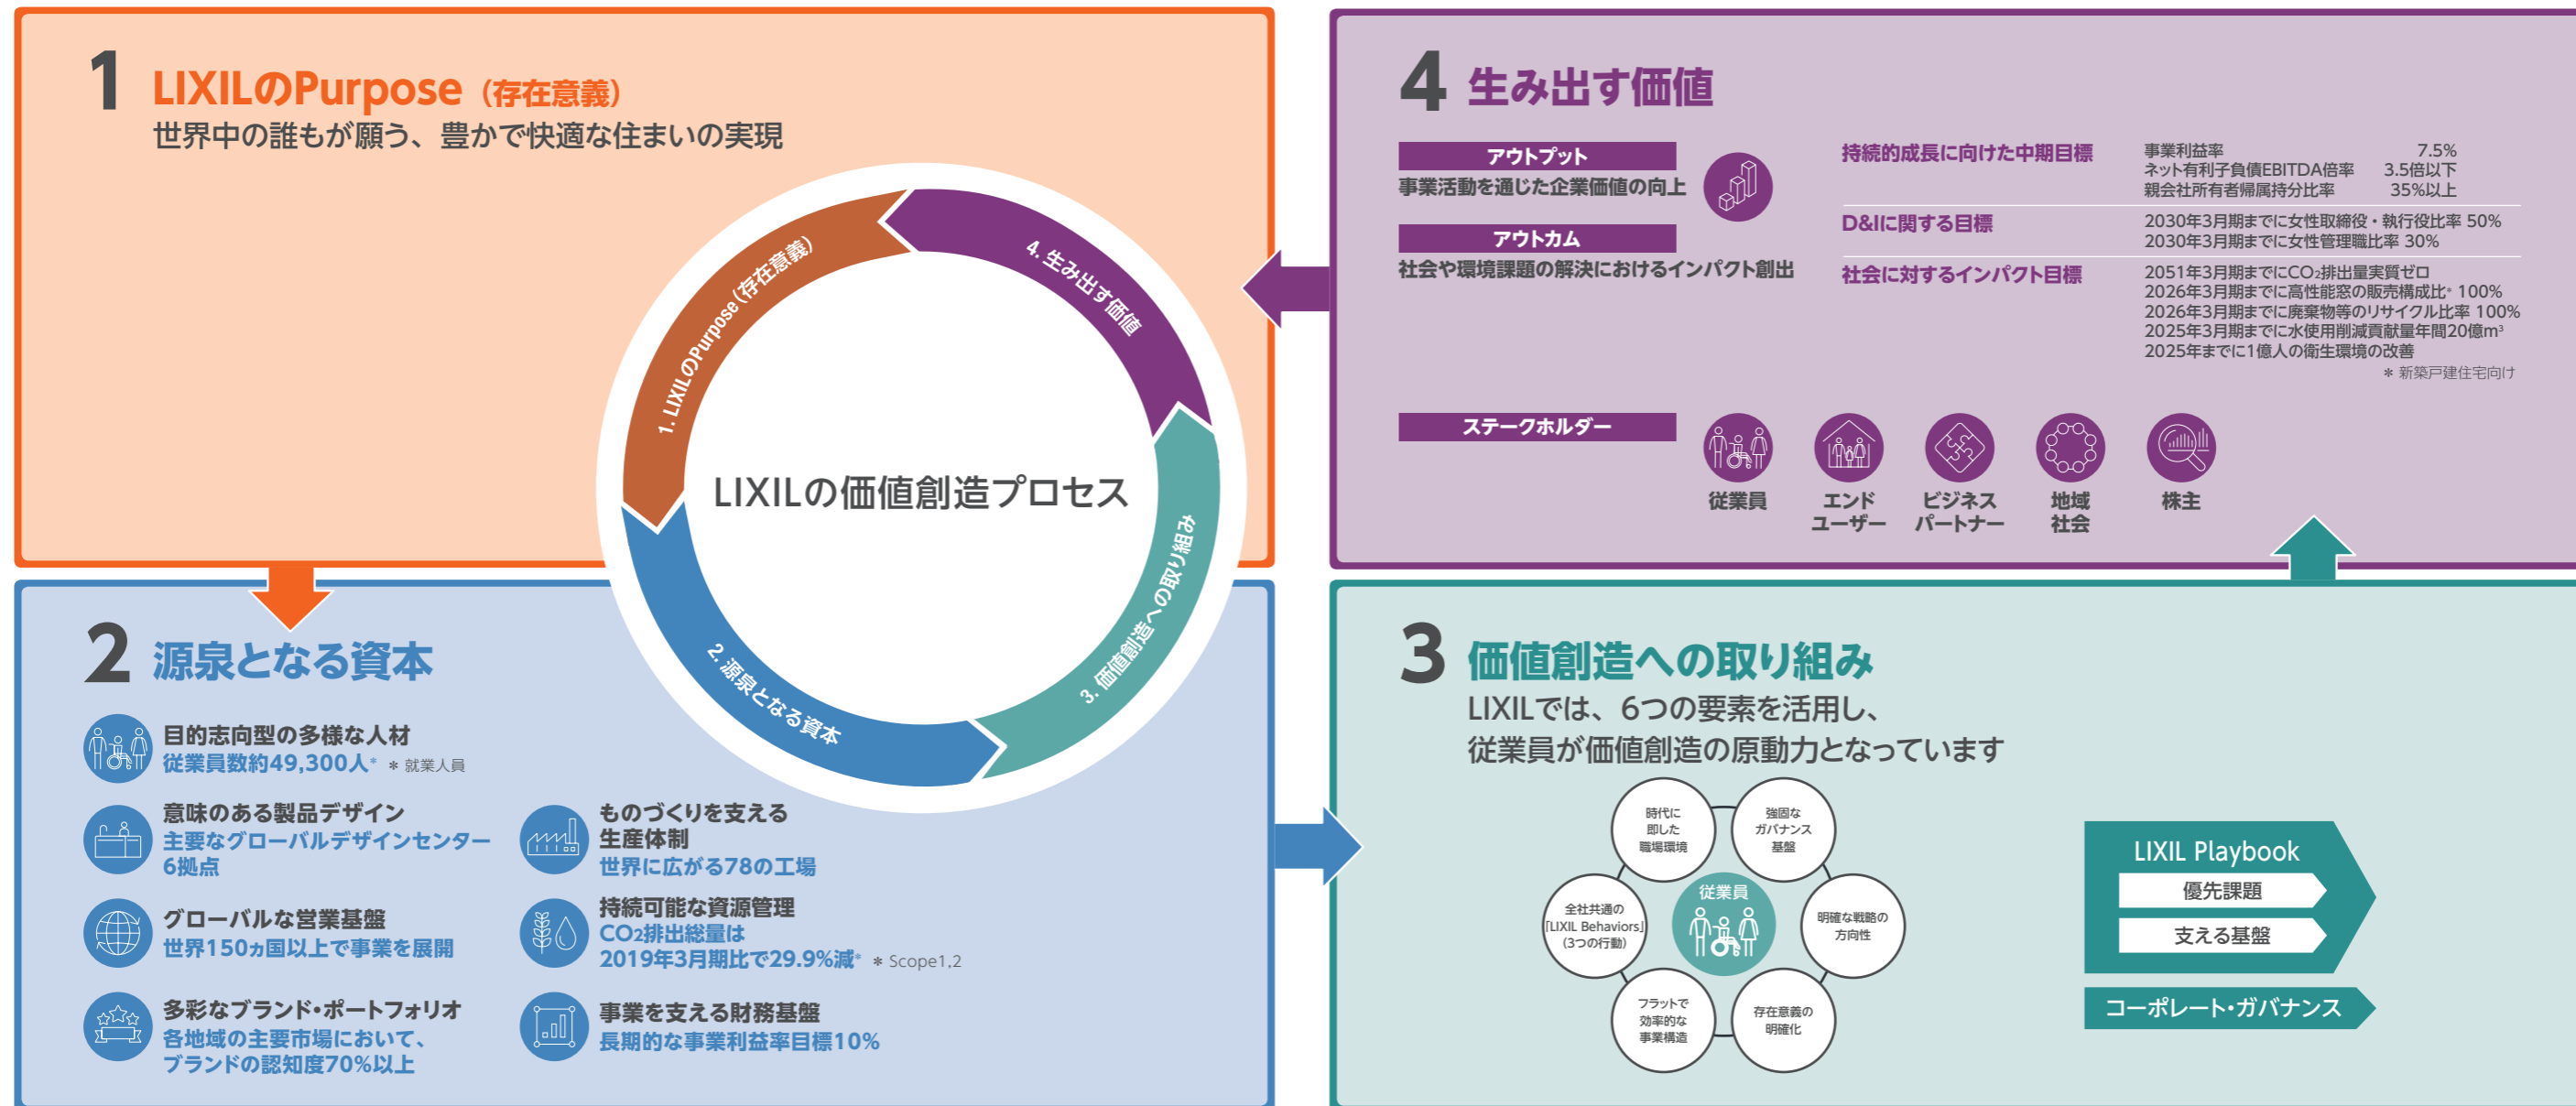 1 LIXILのPurpose（存在意義）
世界中の誰もが願う、豊かで快適な住まいの実現
LIXILの価値創造プロセス
1. LIXILのPurpose（存在意義）
2. 源泉となる資本
3. 価値創造への取り組み
4. 生み出す価値
2 源泉となる資本
目的志向型の多様な人材
従業員数約49,300人* * 就業人員
意味のある製品デザイン
主要なグローバルデザインセンター
6拠点
グローバルな営業基盤
世界150ヵ国以上で事業を展開
多彩なブランド・ポートフォリオ
各地域の主要市場において、
ブランドの認知度70%以上
ものづくりを支える
生産体制
世界に広がる78の工場
持続可能な資源管理
CO₂排出総量は
2019年3月期比で29.9%減* * Scope1,2
事業を支える財務基盤
長期的な事業利益率目標10%
3 価値創造への取り組み
LIXILでは、6つの要素を活用し、
従業員が価値創造の原動力となっています
時代に
即した
職場環境
強固な
ガバナンス
基盤
全社共通の
「LIXIL Behaviors」
（3つの行動）
従業員
明確な戦略の
方向性
フラットで
効率的な
事業構造
存在意義の
明確化
LIXIL Playbook
優先課題
支える基盤
コーポレート・ガバナンス
4 生み出す価値
アウトプット
事業活動を通じた企業価値の向上
アウトカム
社会や環境課題の解決におけるインパクト創出
持続的成長に向けた中期目標
事業利益率 7.5%
ネット有利子負債EBITDA倍率 3.5倍以下
親会社所有者帰属持分比率 35%以上
D&Iに関する目標
2030年3月期までに女性取締役・執行役比率 50%
2030年3月期までに女性管理職比率 30%
社会に対するインパクト目標
2051年3月期までにCO₂排出量実質ゼロ
2026年3月期までに高性能窓の販売構成比* 100%
2026年3月期までに廃棄物等のリサイクル比率 100%
2025年3月期までに水使用削減貢献量年間20億m³
2025年までに1億人の衛生環境の改善
* 新築戸建住宅向け
ステークホルダー
従業員
エンド
ユーザー
ビジネス
パートナー
地域
社会
株主